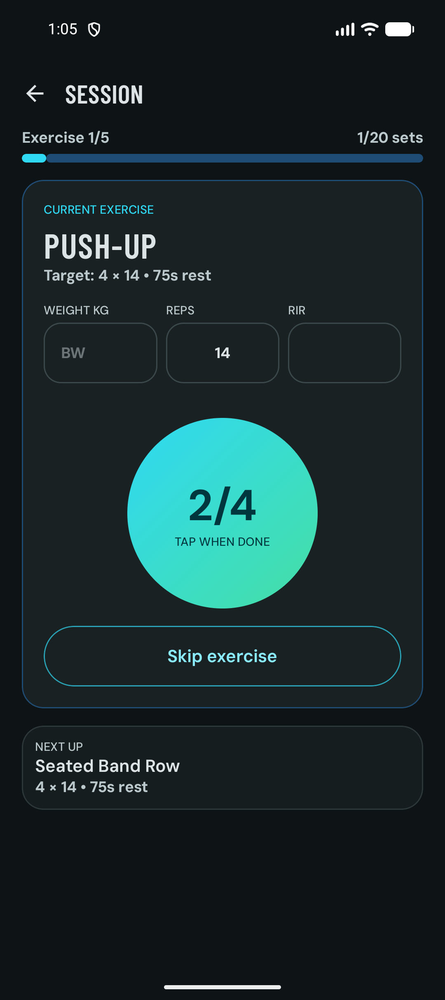 1:05
SESSION
Exercise 1/5
1/20 sets
CURRENT EXERCISE
PUSH-UP
Target: 4 × 14 • 75s rest
WEIGHT KG
REPS
RIR
BW
14
2/4
TAP WHEN DONE
Skip exercise
NEXT UP
Seated Band Row
4 × 14 • 75s rest